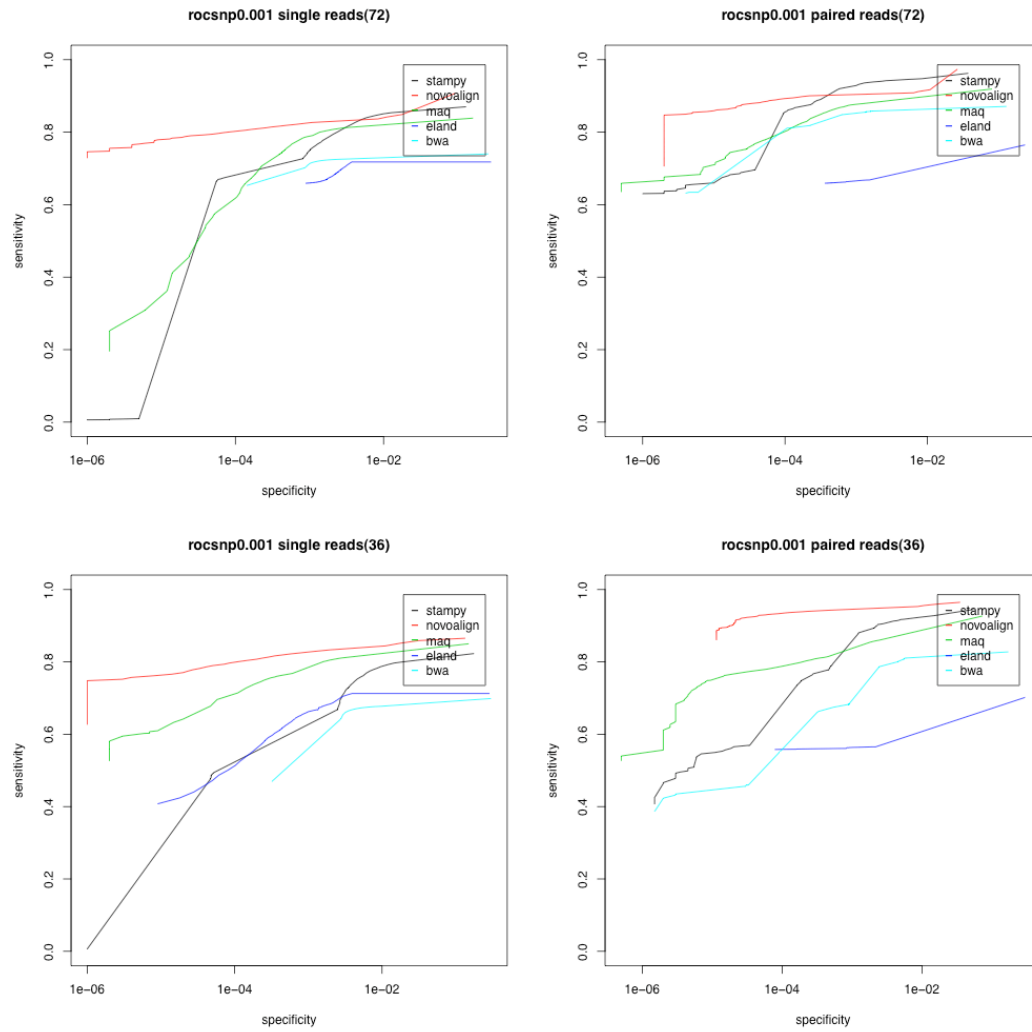 rocsnp0.001 single reads(72)
sensitivity
0.0 0.2 0.4 0.6 0.8 1.0
stampy
novoalign
maq
eland
bwa
1e-06 1e-04 1e-02
specificity
rocsnp0.001 paired reads(72)
sensitivity
0.0 0.2 0.4 0.6 0.8 1.0
stampy
novoalign
maq
eland
bwa
1e-06 1e-04 1e-02
specificity
rocsnp0.001 single reads(36)
sensitivity
0.0 0.2 0.4 0.6 0.8 1.0
stampy
novoalign
maq
eland
bwa
1e-06 1e-04 1e-02
specificity
rocsnp0.001 paired reads(36)
sensitivity
0.0 0.2 0.4 0.6 0.8 1.0
stampy
novoalign
maq
eland
bwa
1e-06 1e-04 1e-02
specificity